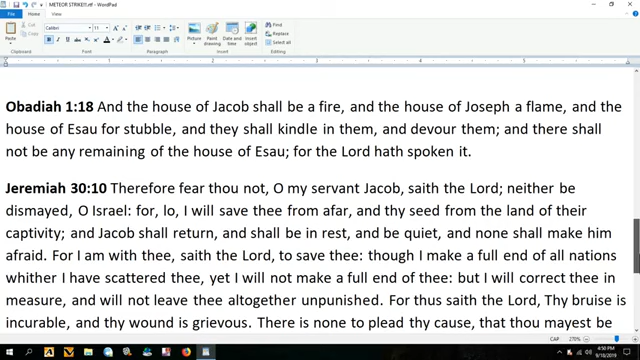 METEOR STRIKE!!.rtf - WordPad
File Home View
Paste
Calibri 11
Picture Paint drawing Date and time Insert object
Find
Replace
Select all
Clipboard Font Paragraph Insert Editing
Obadiah 1:18 And the house of Jacob shall be a fire, and the house of Joseph a flame, and the
house of Esau for stubble, and they shall kindle in them, and devour them; and there shall
not be any remaining of the house of Esau; for the Lord hath spoken it.
Jeremiah 30:10 Therefore fear thou not, O my servant Jacob, saith the Lord; neither be
dismayed, O Israel: for, lo, I will save thee from afar, and thy seed from the land of their
captivity; and Jacob shall return, and shall be in rest, and be quiet, and none shall make him
afraid. For I am with thee, saith the Lord, to save thee: though I make a full end of all nations
whither I have scattered thee, yet I will not make a full end of thee: but I will correct thee in
measure, and will not leave thee altogether unpunished. For thus saith the Lord, Thy bruise is
incurable, and thy wound is grievous. There is none to plead thy cause, that thou mayest be
CAP 270%
4:50 PM
9/18/2019